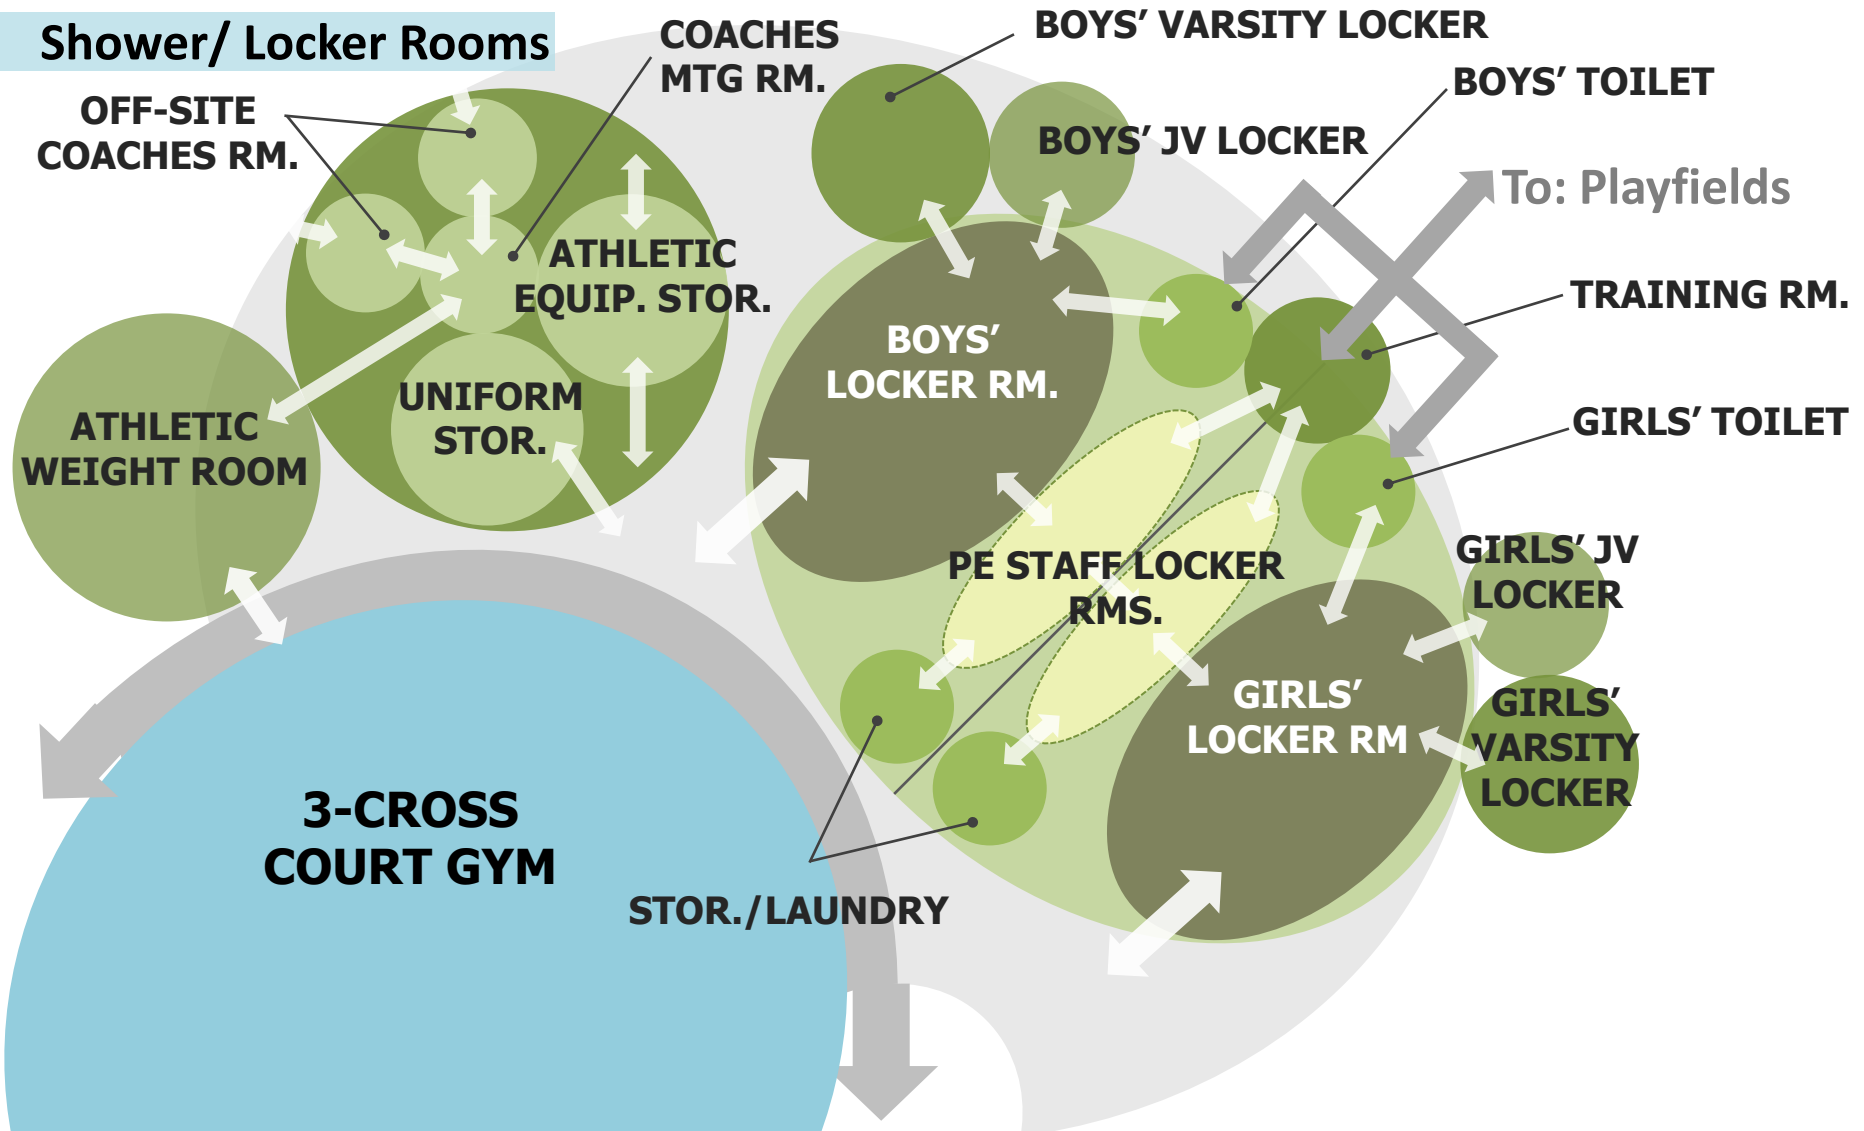 Shower/ Locker Rooms
COACHES
MTG RM.
BOYS’ VARSITY LOCKER
BOYS’ TOILET
OFF-SITE
COACHES RM.
BOYS’ JV LOCKER
To: Playfields
ATHLETIC
EQUIP. STOR.
TRAINING RM.
BOYS’
LOCKER RM.
UNIFORM
STOR.
ATHLETIC
WEIGHT ROOM
GIRLS’ TOILET
PE STAFF LOCKER
RMS.
GIRLS’ JV
LOCKER
GIRLS’
LOCKER RM
GIRLS’
VARSITY
LOCKER
3-CROSS
COURT GYM
STOR./LAUNDRY